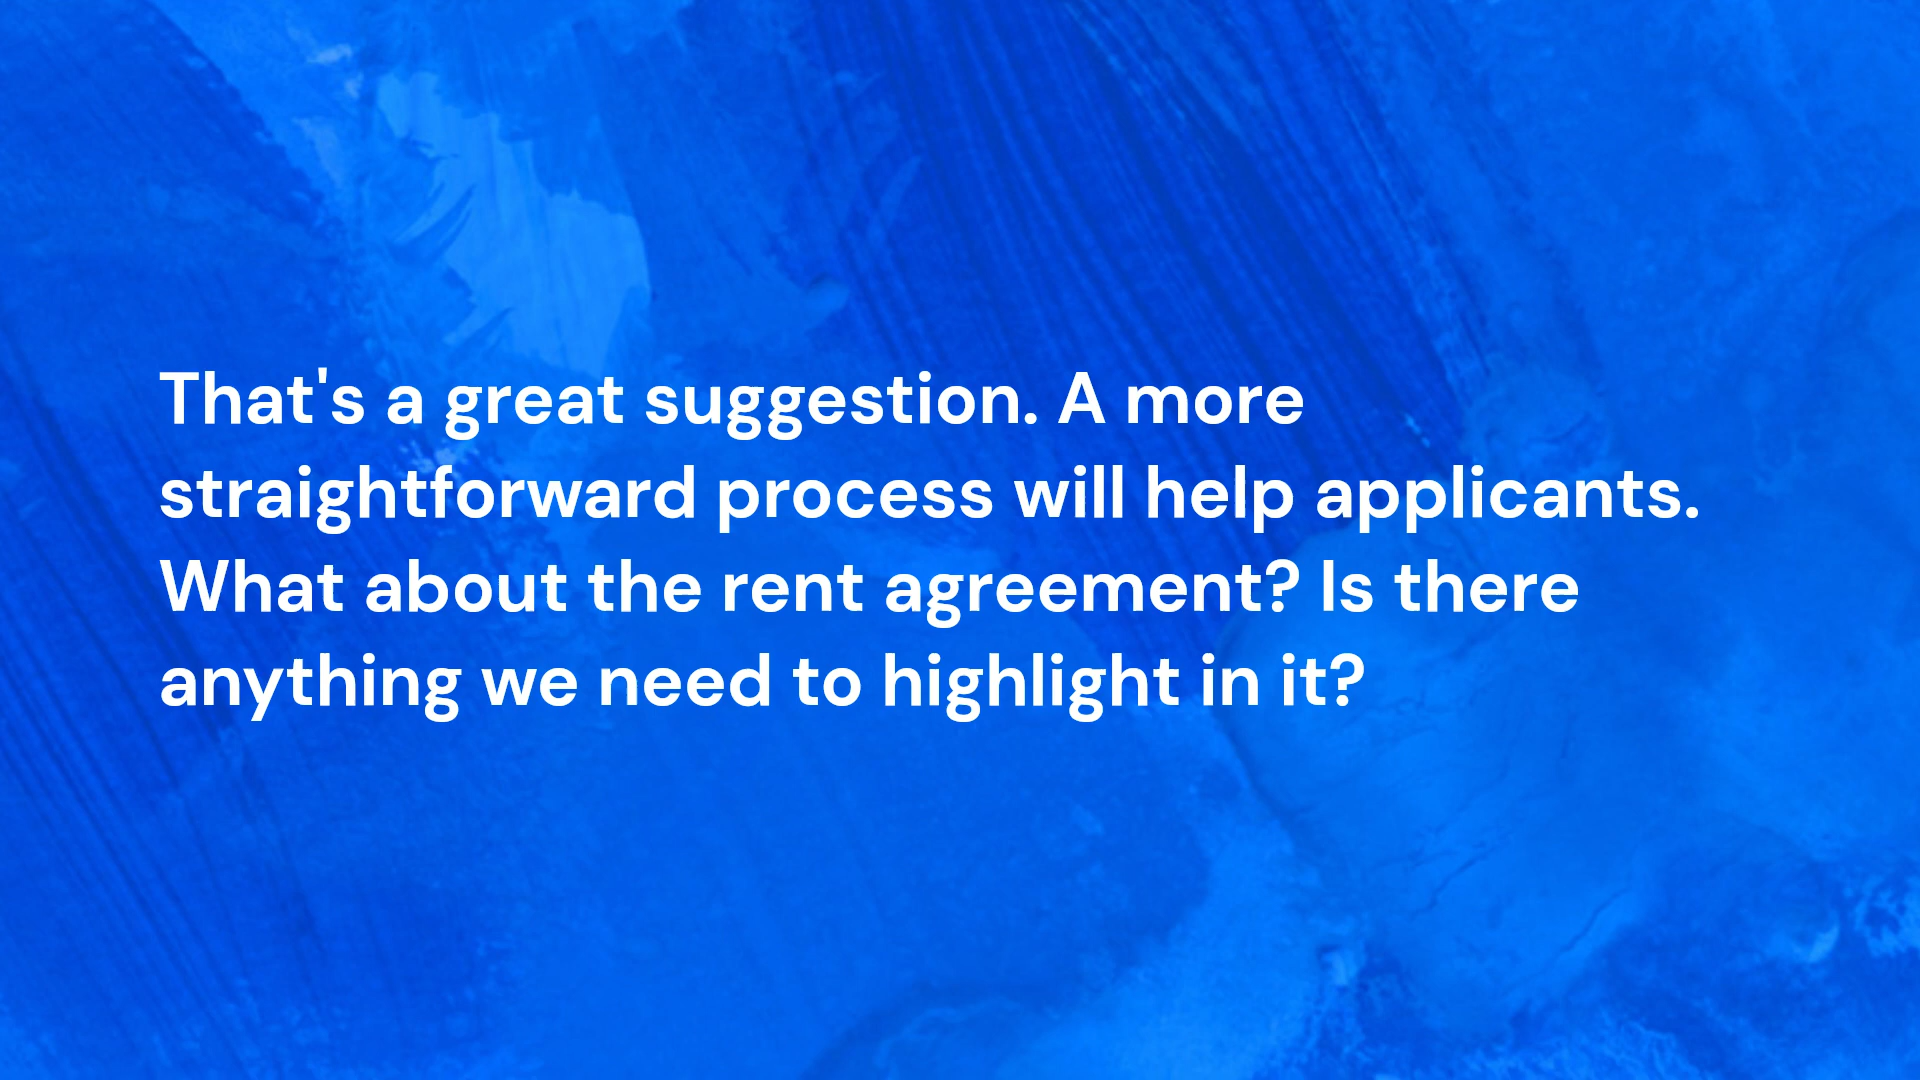 That's a great suggestion. A more
straightforward process will help applicants.
What about the rent agreement? Is there
anything we need to highlight in it?